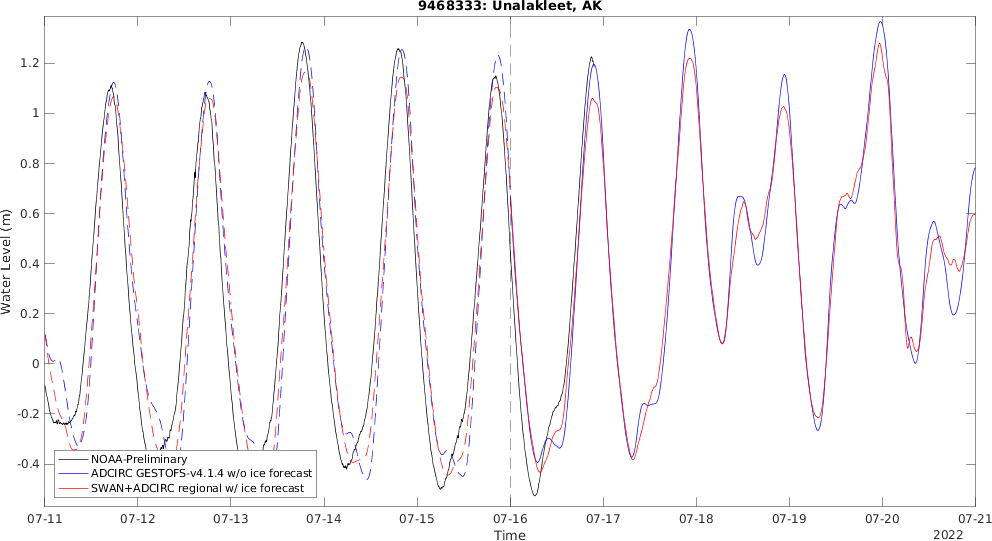 9468333: Unalakleet, AK
1.2
1
0.8
0.6
0.4
0.2
0
-0.2
-0.4
Water Level (m)
NOAA-Preliminary
ADCIRC GESTOFS-v4.1.4 w/o ice forecast
SWAN+ADCIRC regional w/ ice forecast
07-11 07-12 07-13 07-14 07-15 07-16 07-17 07-18 07-19 07-20 07-21
Time
2022